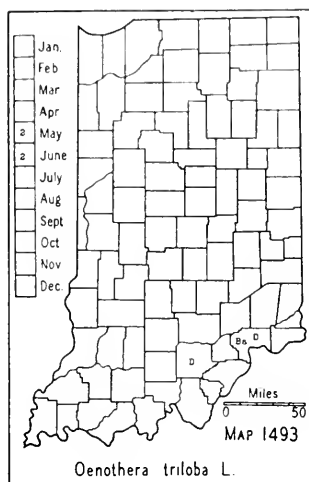 Jan.
Feb
Mar
Apr
2 May
2 June
July
Aug
Sept
Oct
Nov
Dec.
Bs D
D
Miles
0 50
MAP 1493
Oenothera triloba L.